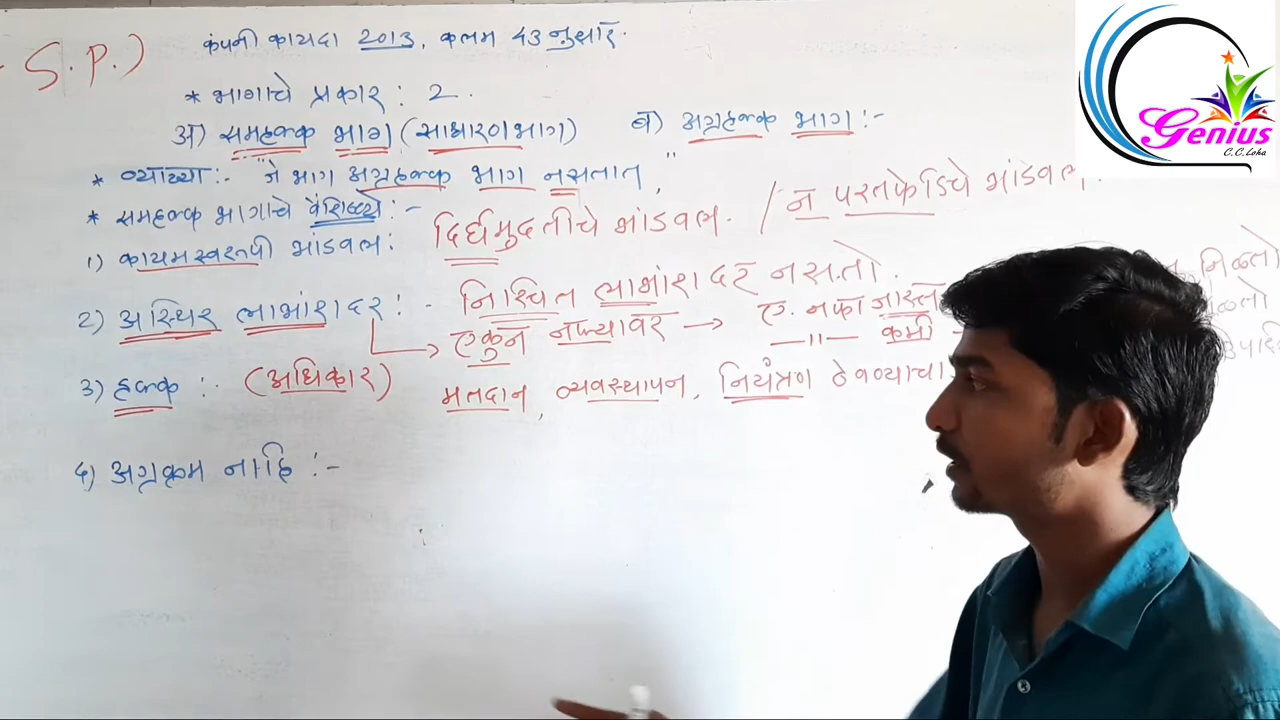 S.P.)
कंपनी कायदा 2013, कलम 43 नुसार.
* भागाचे प्रकार : 2.
अ) समहक्क भाग (साधारण भाग) ब) अग्रहक्क भाग :-
* व्याख्या :- "जे भाग अग्रहक्क भाग नसतात,"
* समहक्क भागाचे वैशिष्ट्ये :-
1) कायमस्वरूपी भांडवल : दिर्घमुदतीचे भांडवल. / न परतफेडिचे भांडवल.
2) अस्थिर लाभांश दर :- निश्चित लाभांश दर नसतो.
एकुन नफ्यावर → ए. नफा जास्त
—॥— कमी
3) हक्क :- (अधिकार) मतदान, व्यवस्थापन, नियंत्रण ठेवण्याचा.
4) अग्रक्रम नाहि :-
मिळतो
Genius
C.C. Loha